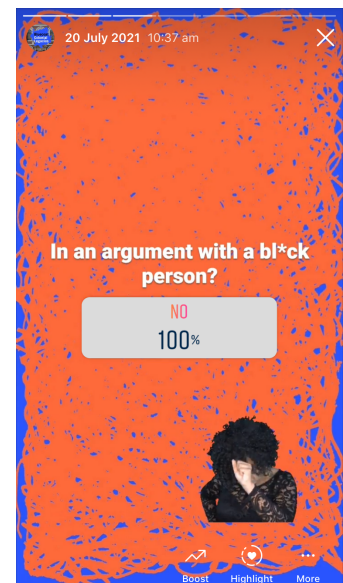 20 July 2021 10:37 am
In an argument with a bl*ck
person?
NO
100%
Boost Highlight More